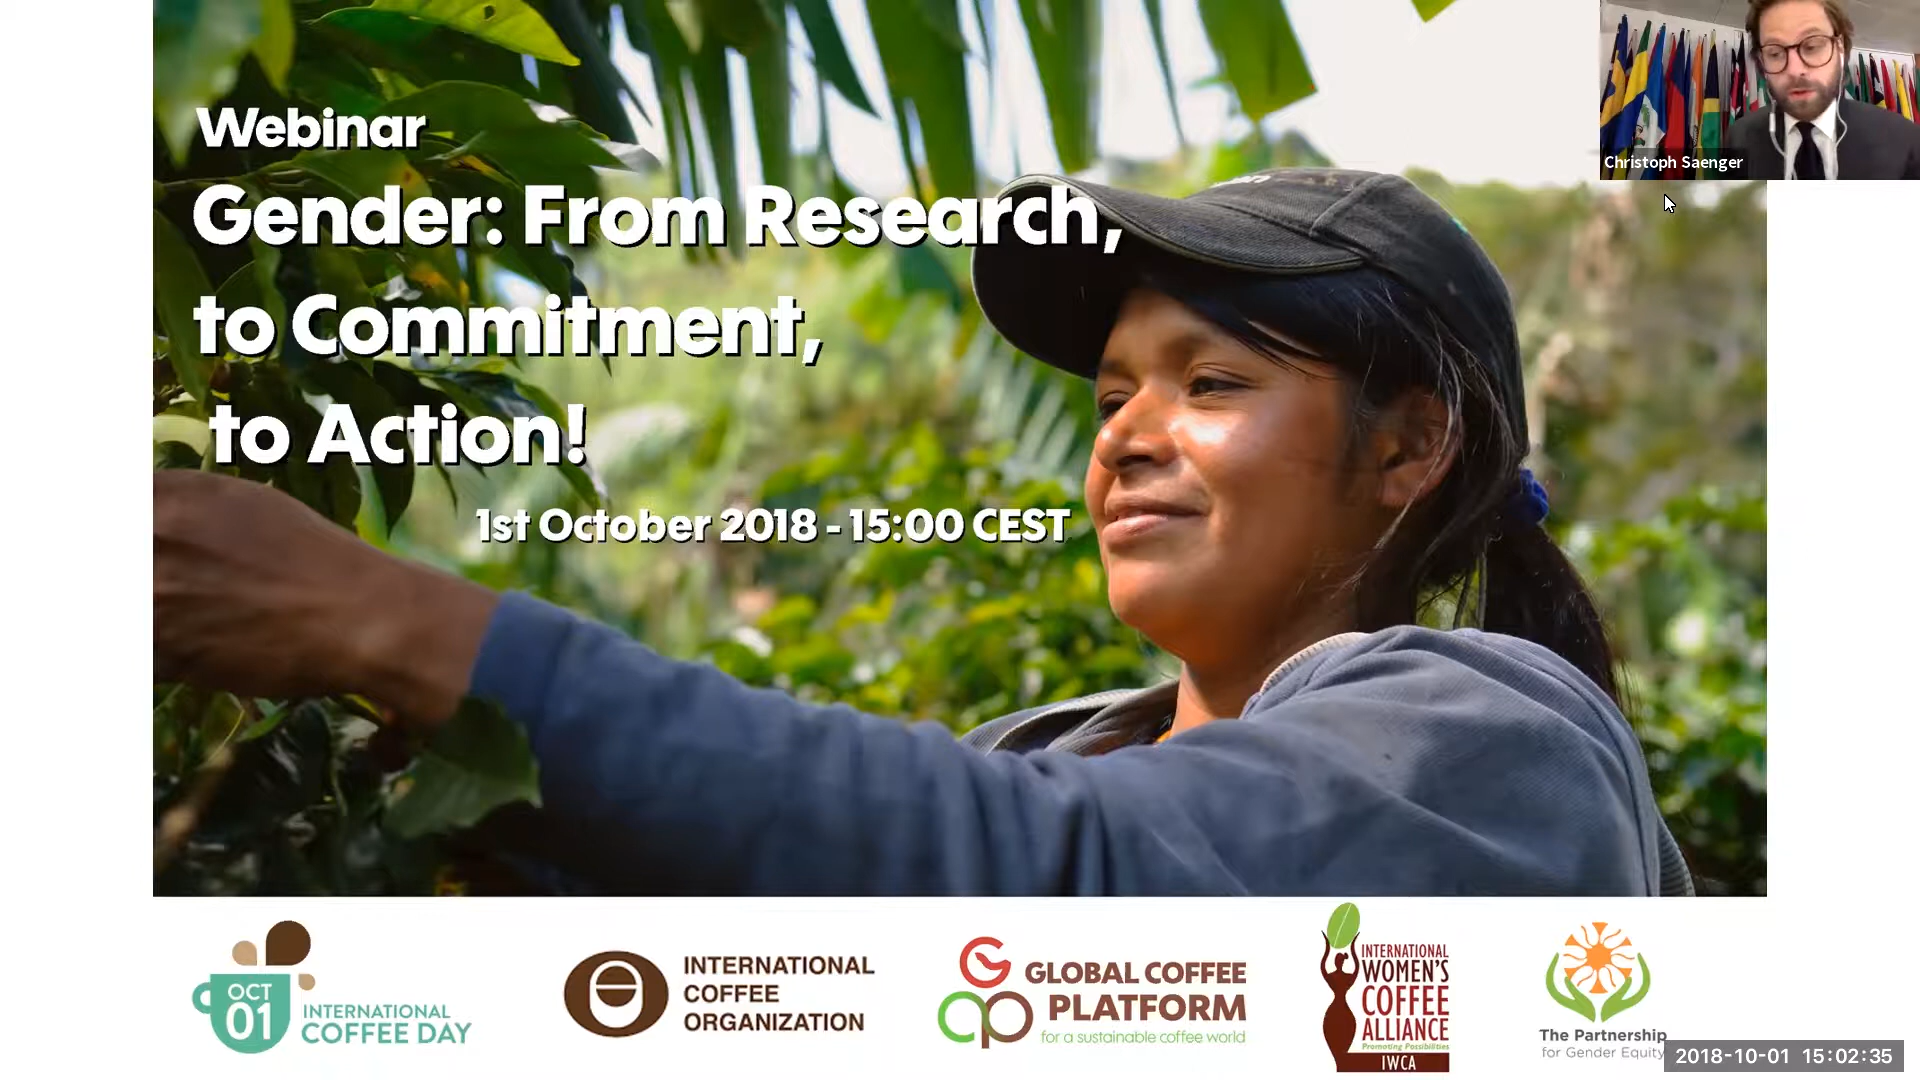 Webinar
Gender: From Research,
to Commitment,
to Action!
1st October 2018 - 15:00 CEST
Christoph Saenger
OCT
01
INTERNATIONAL
COFFEE DAY
INTERNATIONAL
COFFEE
ORGANIZATION
GLOBAL COFFEE
PLATFORM
for a sustainable coffee world
INTERNATIONAL
WOMEN'S
COFFEE
ALLIANCE
Promoting Possibilities
IWCA
The Partnership
for Gender Equity
2018-10-01 15:02:35